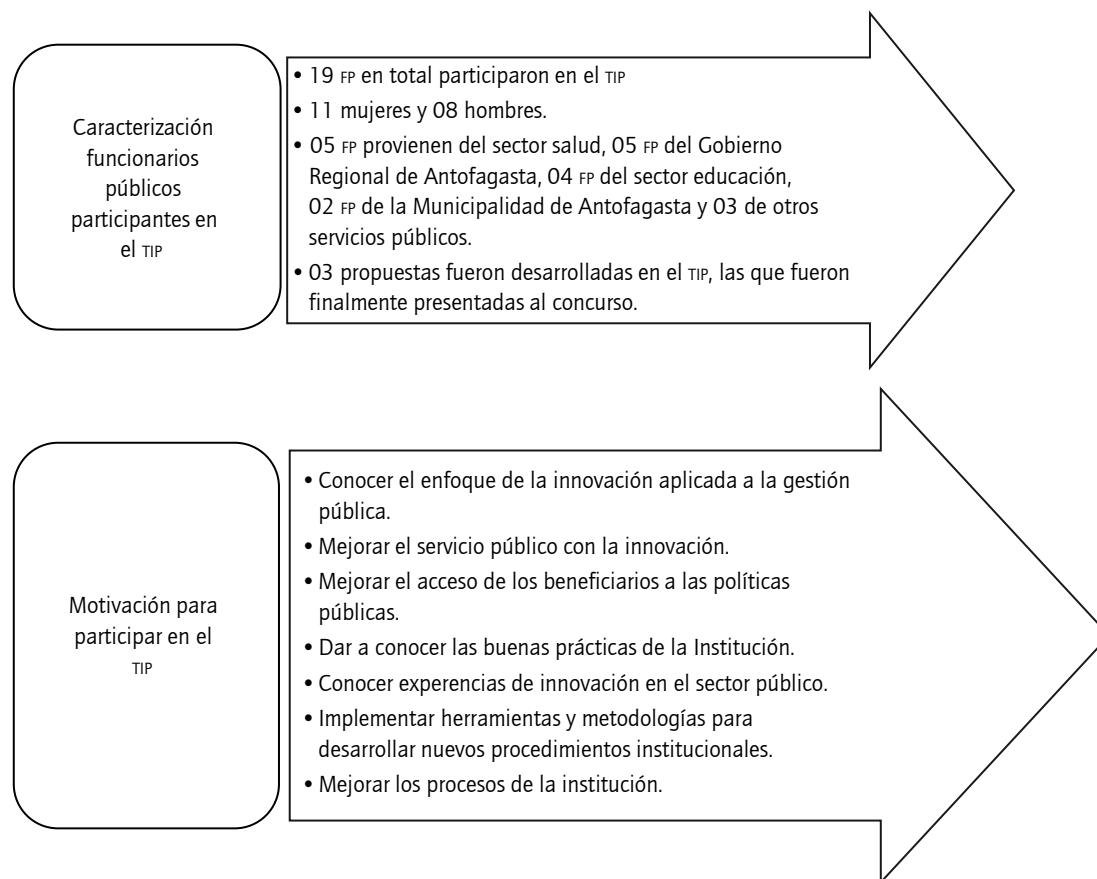 Caracterización
funcionarios
públicos
participantes en
el TIP
• 19 FP en total participaron en el TIP
• 11 mujeres y 08 hombres.
• 05 FP provienen del sector salud, 05 FP del Gobierno
Regional de Antofagasta, 04 FP del sector educación,
02 FP de la Municipalidad de Antofagasta y 03 de otros
servicios públicos.
• 03 propuestas fueron desarrolladas en el TIP, las que fueron
finalmente presentadas al concurso.
Motivación para
participar en el
TIP
• Conocer el enfoque de la innovación aplicada a la gestión
pública.
• Mejorar el servicio público con la innovación.
• Mejorar el acceso de los beneficiarios a las políticas
públicas.
• Dar a conocer las buenas prácticas de la Institución.
• Conocer experencias de innovación en el sector público.
• Implementar herramientas y metodologías para
desarrollar nuevos procedimientos institucionales.
• Mejorar los procesos de la institución.